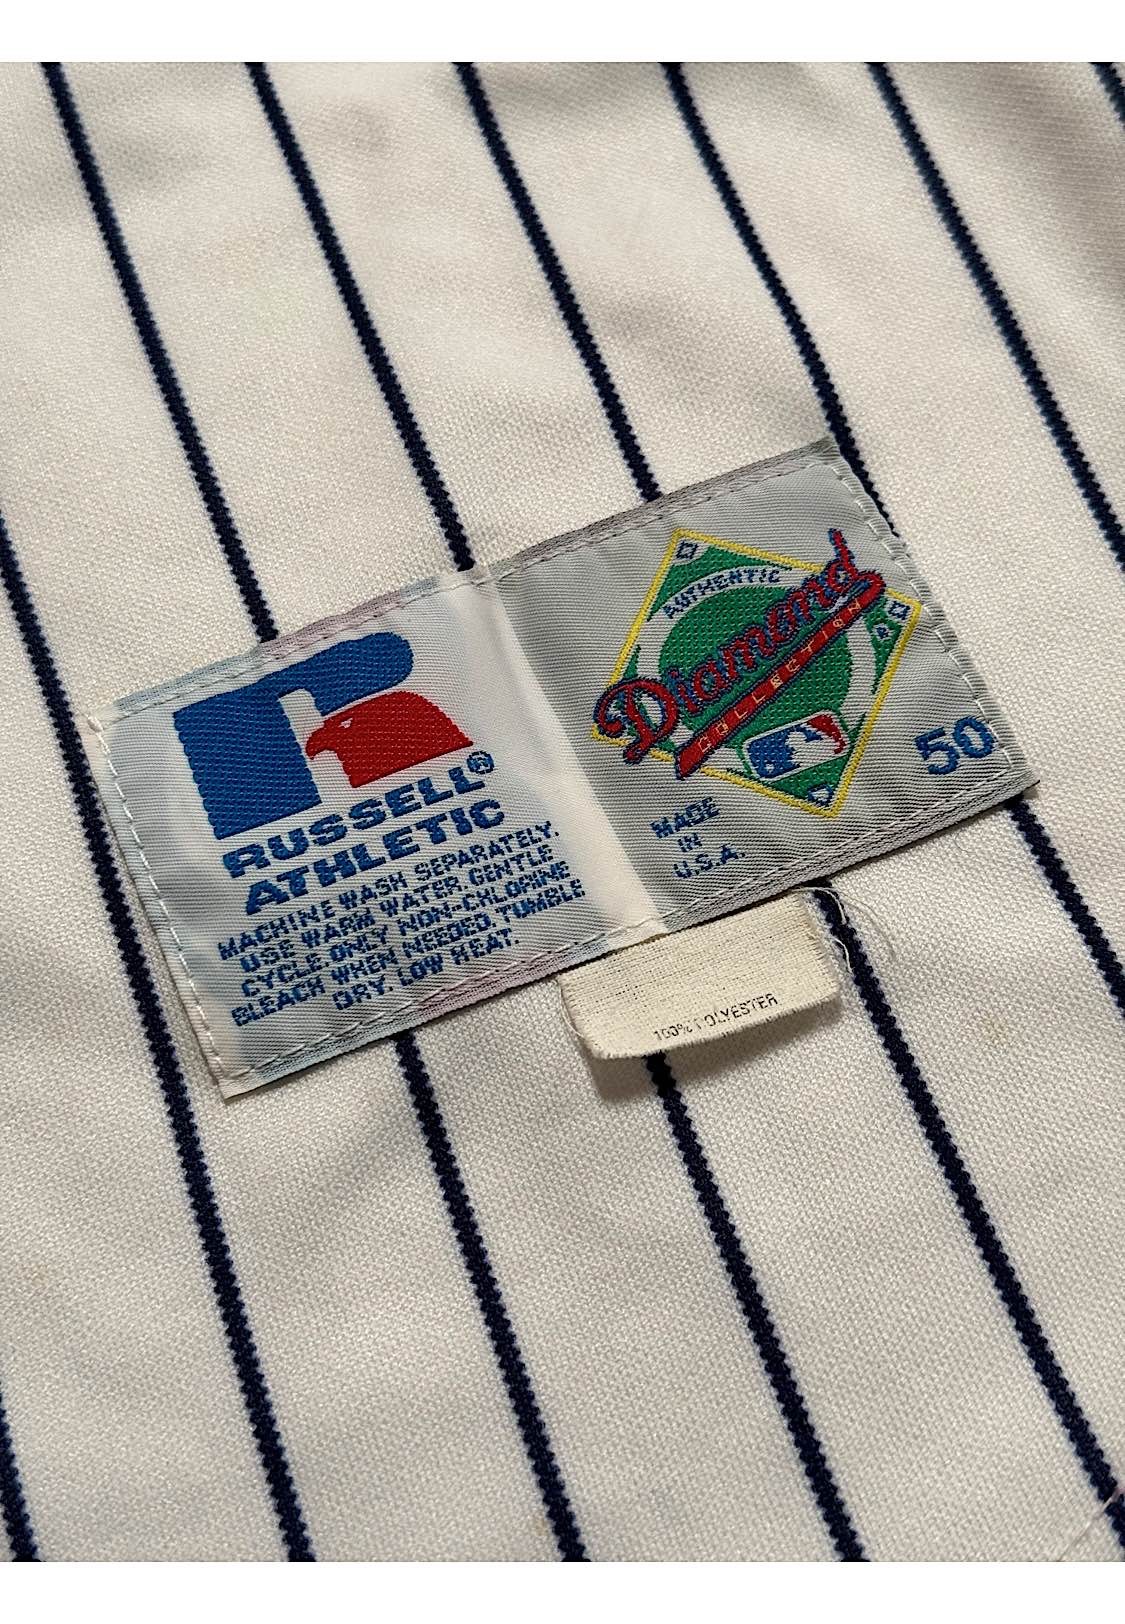 RUSSELL®
ATHLETIC
MACHINE WASH SEPARATELY.
USE WARM WATER. GENTLE
CYCLE. ONLY NON-CHLORINE
BLEACH WHEN NEEDED. TUMBLE
DRY. LOW HEAT.
AUTHENTIC
Diamond
COLLECTION
®
50
MADE
IN
U.S.A.
100% POLYESTER